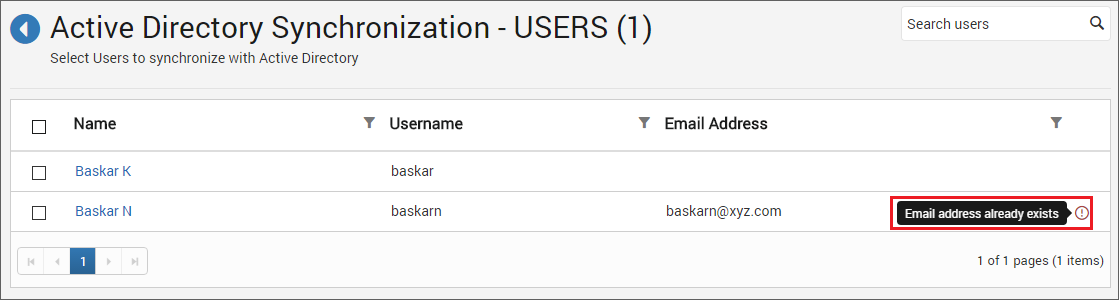 Active Directory Synchronization - USERS (1)
Search users
Select Users to synchronize with Active Directory
Name Username Email Address
Baskar K baskar
Baskar N baskarn baskarn@xyz.com Email address already exists
1 1 of 1 pages (1 items)